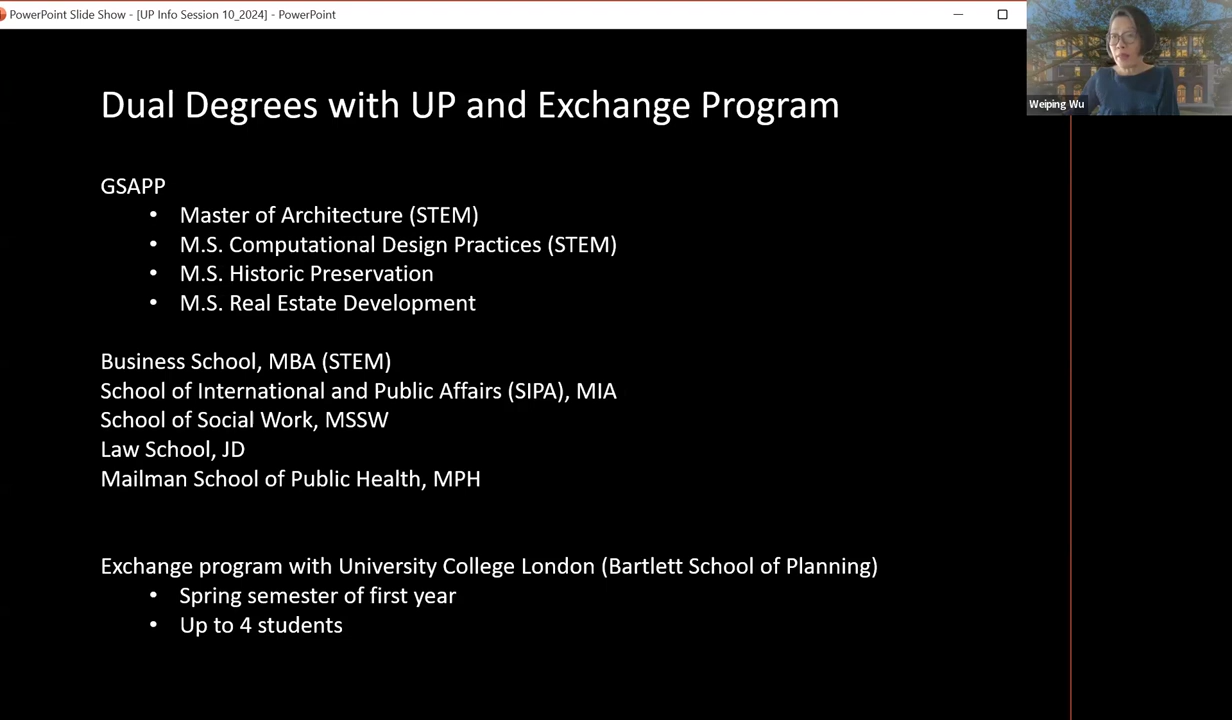 PowerPoint Slide Show - [UP Info Session 10_2024] - PowerPoint
Weiping Wu
Dual Degrees with UP and Exchange Program
GSAPP
• Master of Architecture (STEM)
• M.S. Computational Design Practices (STEM)
• M.S. Historic Preservation
• M.S. Real Estate Development
Business School, MBA (STEM)
School of International and Public Affairs (SIPA), MIA
School of Social Work, MSSW
Law School, JD
Mailman School of Public Health, MPH
Exchange program with University College London (Bartlett School of Planning)
• Spring semester of first year
• Up to 4 students